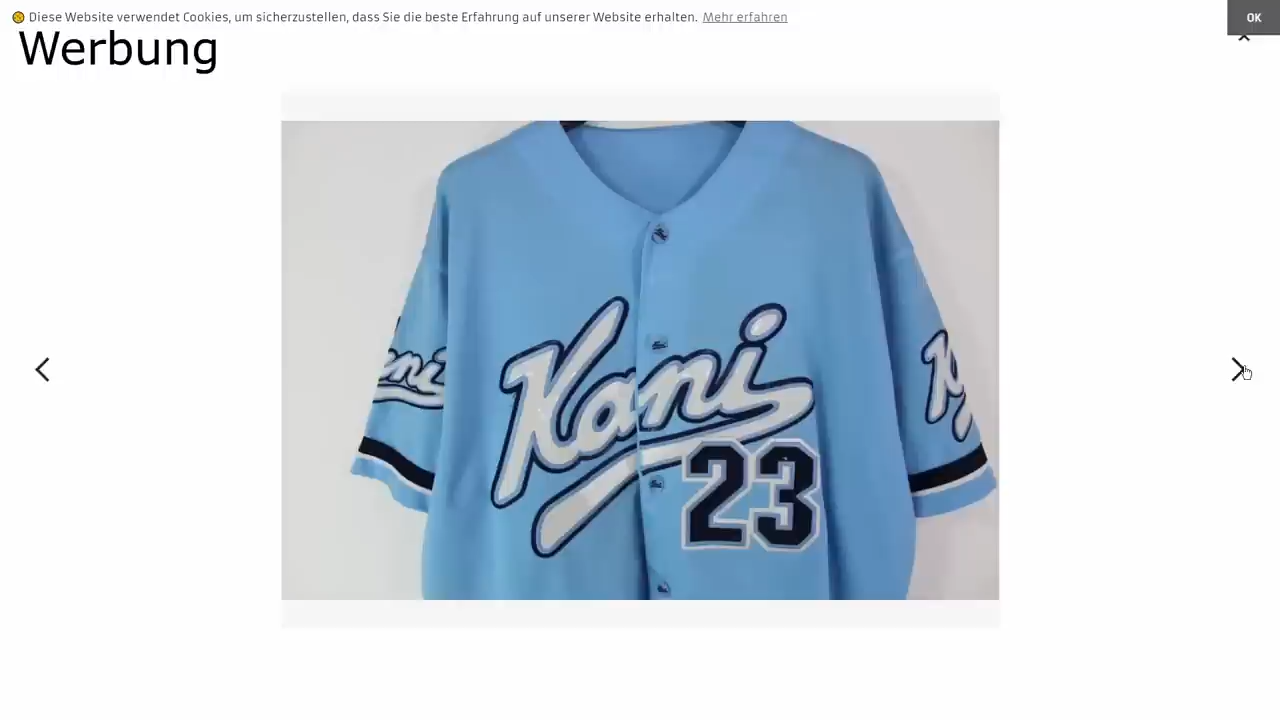 Diese Website verwendet Cookies, um sicherzustellen, dass Sie die beste Erfahrung auf unserer Website erhalten. Mehr erfahren
OK
Werbung
Kani
23